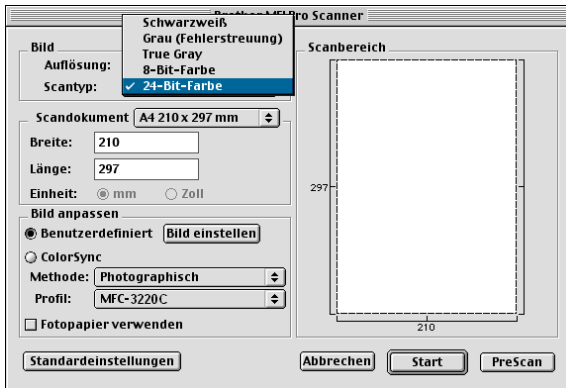 Pro Scanner
Schwarzweiß
Grau (Fehlerstreuung)
True Gray
8-Bit-Farbe
✓ 24-Bit-Farbe
Bild
Auflösung:
Scantyp:
Scandokument A4 210 x 297 mm
Breite: 210
Länge: 297
Einheit: mm Zoll
Bild anpassen
Benutzerdefiniert Bild einstellen
ColorSync
Methode: Photographisch
Profil: MFC-3220C
Fotopapier verwenden
Scanbereich
297
210
Standardeinstellungen
Abbrechen Start PreScan